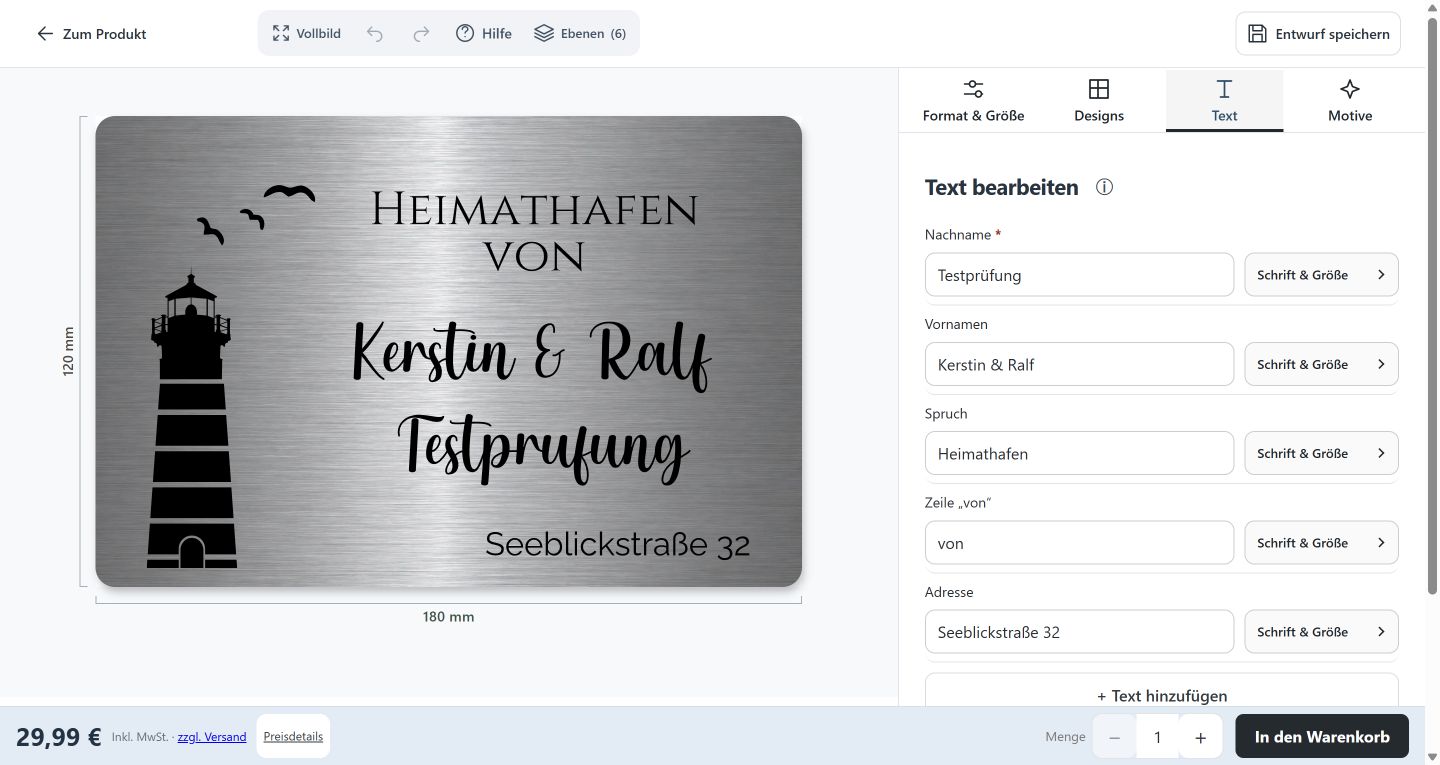 Zum Produkt
Vollbild
Hilfe
Ebenen (6)
Entwurf speichern
Format & Größe
Designs
Text
Motive
Heimathafen
von
Kerstin & Ralf
Testprufung
Seeblickstraße 32
120 mm
180 mm
Text bearbeiten
Nachname *
Testprüfung
Schrift & Größe
Vornamen
Kerstin & Ralf
Schrift & Größe
Spruch
Heimathafen
Schrift & Größe
Zeile „von“
von
Schrift & Größe
Adresse
Seeblickstraße 32
Schrift & Größe
+ Text hinzufügen
29,99 € Inkl. MwSt. · zzgl. Versand
Preisdetails
Menge
− 1 +
In den Warenkorb